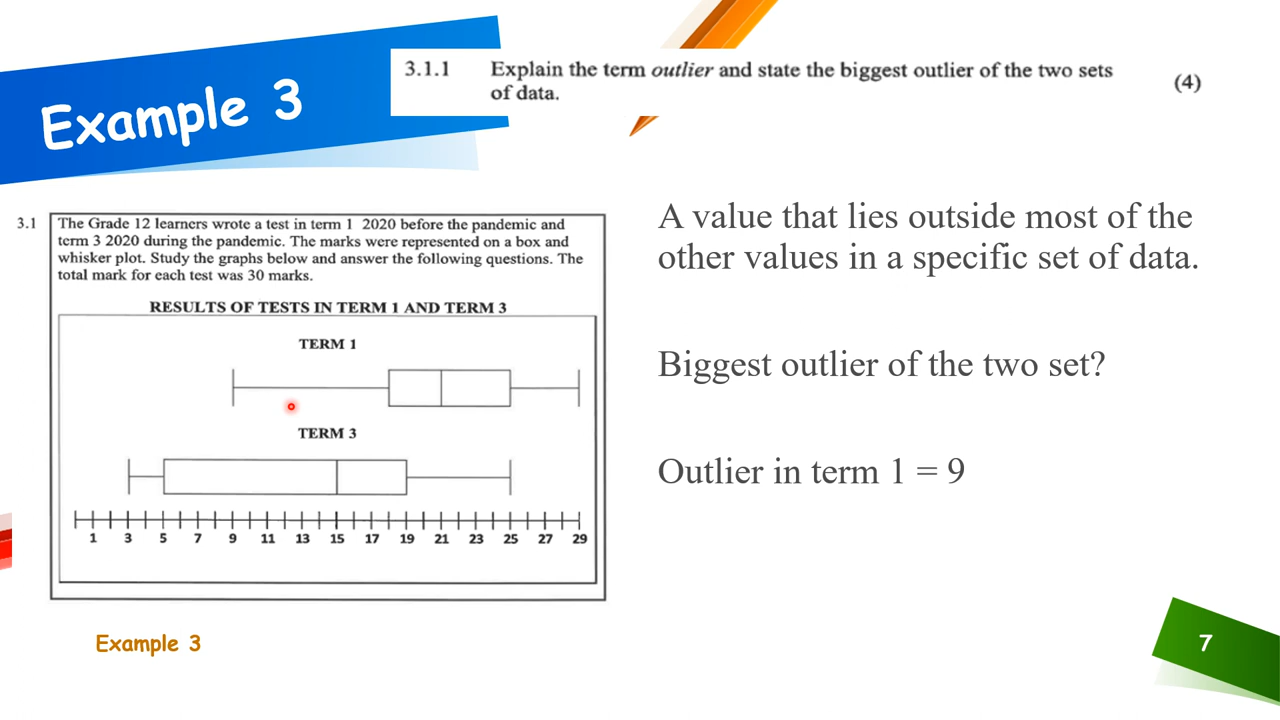 Example 3
3.1.1 Explain the term outlier and state the biggest outlier of the two sets
of data. (4)
3.1 The Grade 12 learners wrote a test in term 1 2020 before the pandemic and
term 3 2020 during the pandemic. The marks were represented on a box and
whisker plot. Study the graphs below and answer the following questions. The
total mark for each test was 30 marks.
RESULTS OF TESTS IN TERM 1 AND TERM 3
TERM 1
TERM 3
1 3 5 7 9 11 13 15 17 19 21 23 25 27 29
A value that lies outside most of the
other values in a specific set of data.
Biggest outlier of the two set?
Outlier in term 1 = 9
Example 3
7